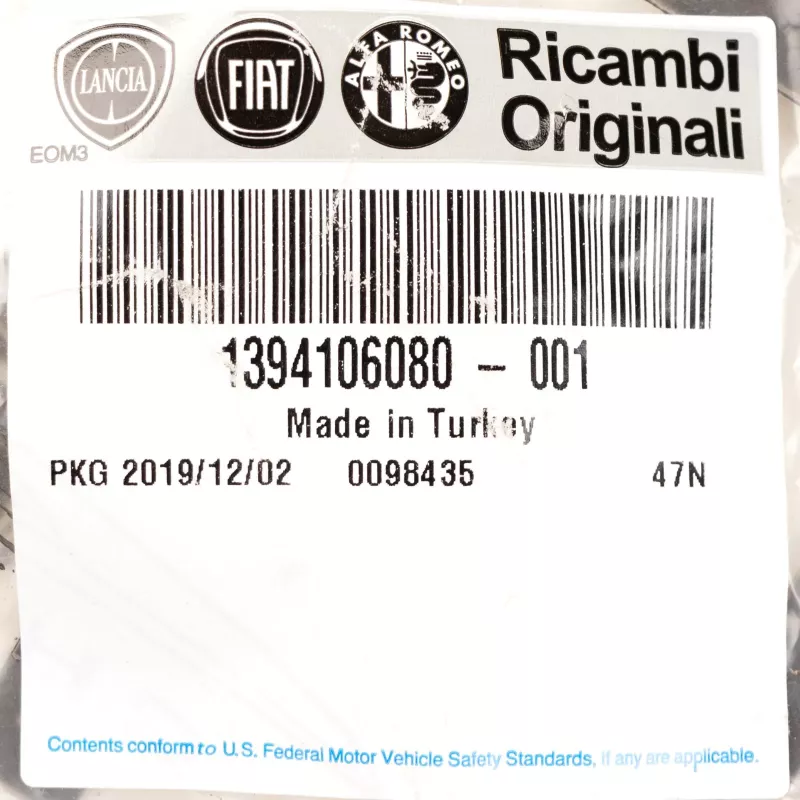 LANCIA
FIAT
ALFA ROMEO
Ricambi
Originali
EOM3
1394106080 - 001
Made in Turkey
PKG 2019/12/02 0098435 47N
Contents conform to U.S. Federal Motor Vehicle Safety Standards, if any are applicable.